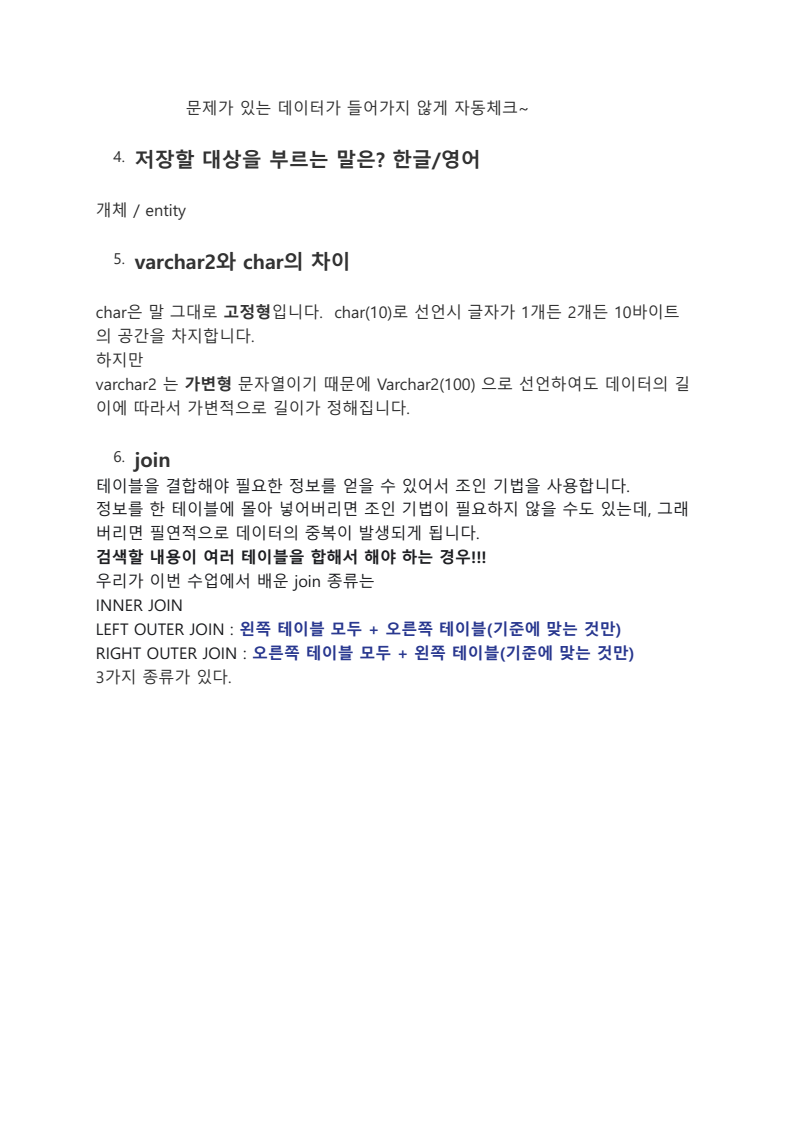 문제가 있는 데이터가 들어가지 않게 자동체크~
4. 저장할 대상을 부르는 말은? 한글/영어
개체 / entity
5. varchar2와 char의 차이
char은 말 그대로 고정형입니다.  char(10)로 선언시 글자가 1개든 2개든 10바이트
의 공간을 차지합니다.
하지만
varchar2 는 가변형 문자열이기 때문에 Varchar2(100) 으로 선언하여도 데이터의 길
이에 따라서 가변적으로 길이가 정해집니다.
6. join
테이블을 결합해야 필요한 정보를 얻을 수 있어서 조인 기법을 사용합니다.
정보를 한 테이블에 몰아 넣어버리면 조인 기법이 필요하지 않을 수도 있는데, 그래
버리면 필연적으로 데이터의 중복이 발생되게 됩니다.
검색할 내용이 여러 테이블을 합해서 해야 하는 경우!!!
우리가 이번 수업에서 배운 join 종류는
INNER JOIN
LEFT OUTER JOIN : 왼쪽 테이블 모두 + 오른쪽 테이블(기준에 맞는 것만)
RIGHT OUTER JOIN : 오른쪽 테이블 모두 + 왼쪽 테이블(기준에 맞는 것만)
3가지 종류가 있다.